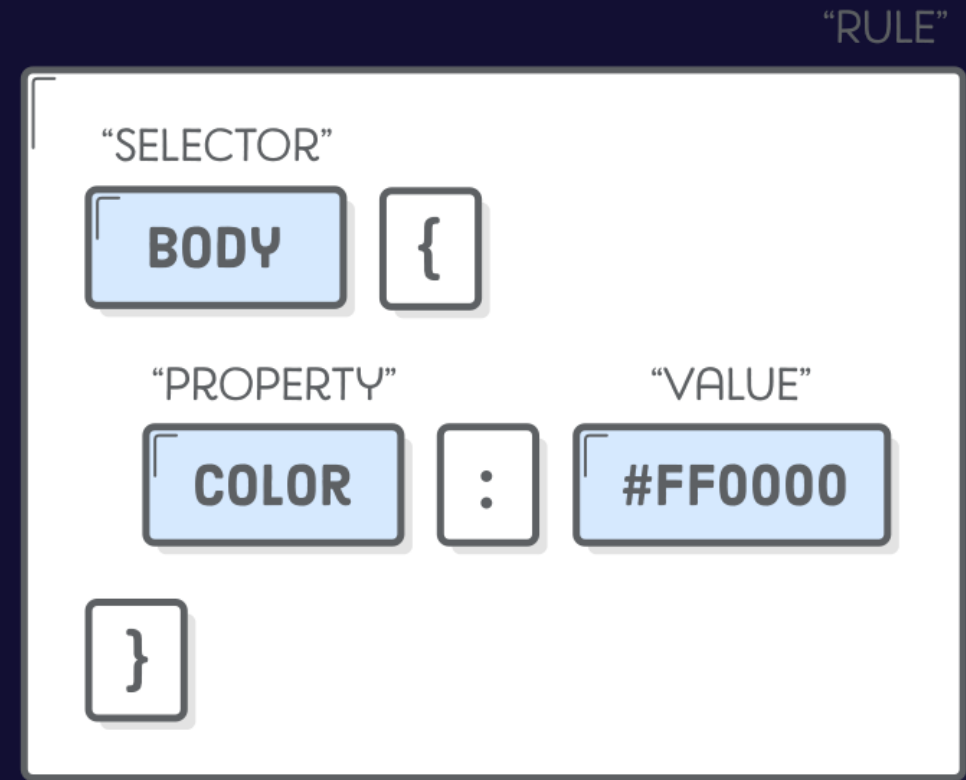 “RULE”
“SELECTOR”
BODY {
“PROPERTY” “VALUE”
COLOR : #FF0000
}